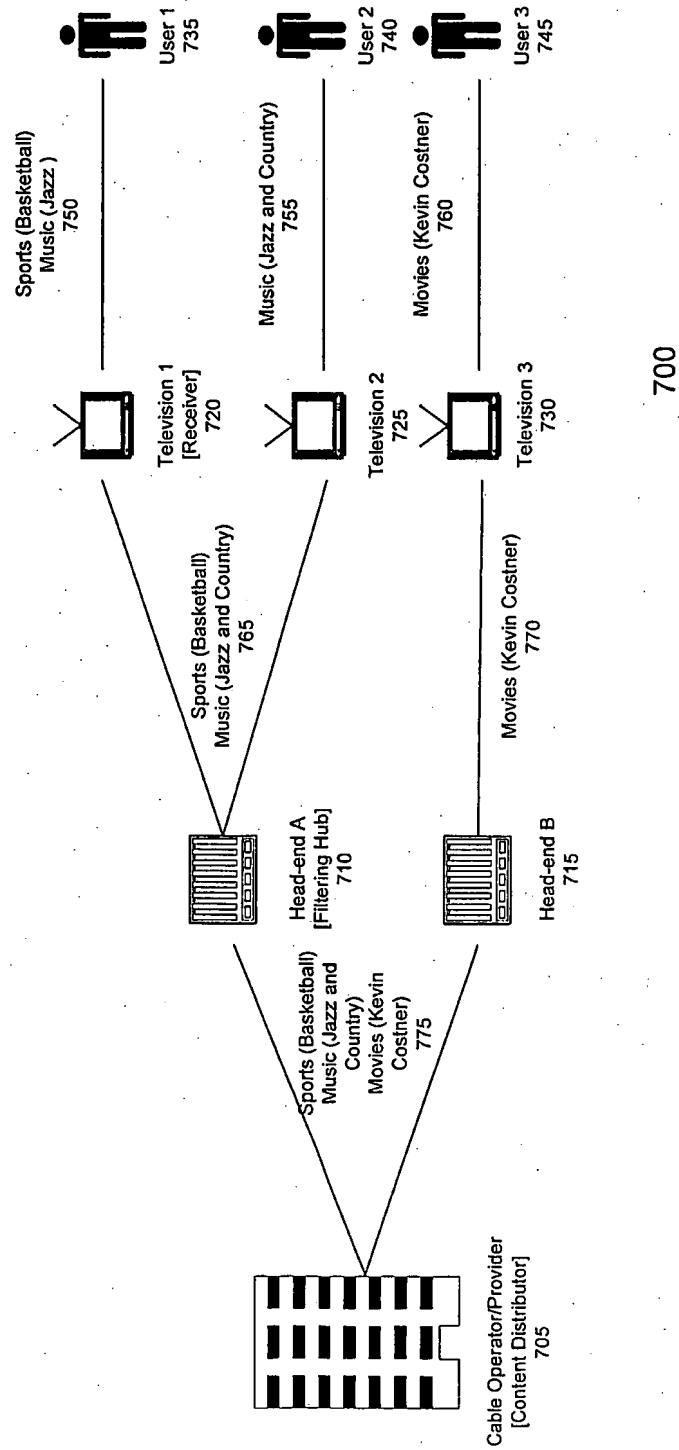 Sports (Basketball)
Music (Jazz )
750
User 1
735
Music (Jazz and Country)
755
User 2
740
Movies (Kevin Costner)
760
User 3
745
Television 1
[Receiver]
720
Television 2
725
Television 3
730
Sports (Basketball)
Music (Jazz and Country)
765
Movies (Kevin Costner)
770
Head-end A
[Filtering Hub]
710
Head-end B
715
Sports (Basketball)
Music (Jazz and
Country)
Movies (Kevin
Costner)
775
Cable Operator/Provider
[Content Distributor]
705
700